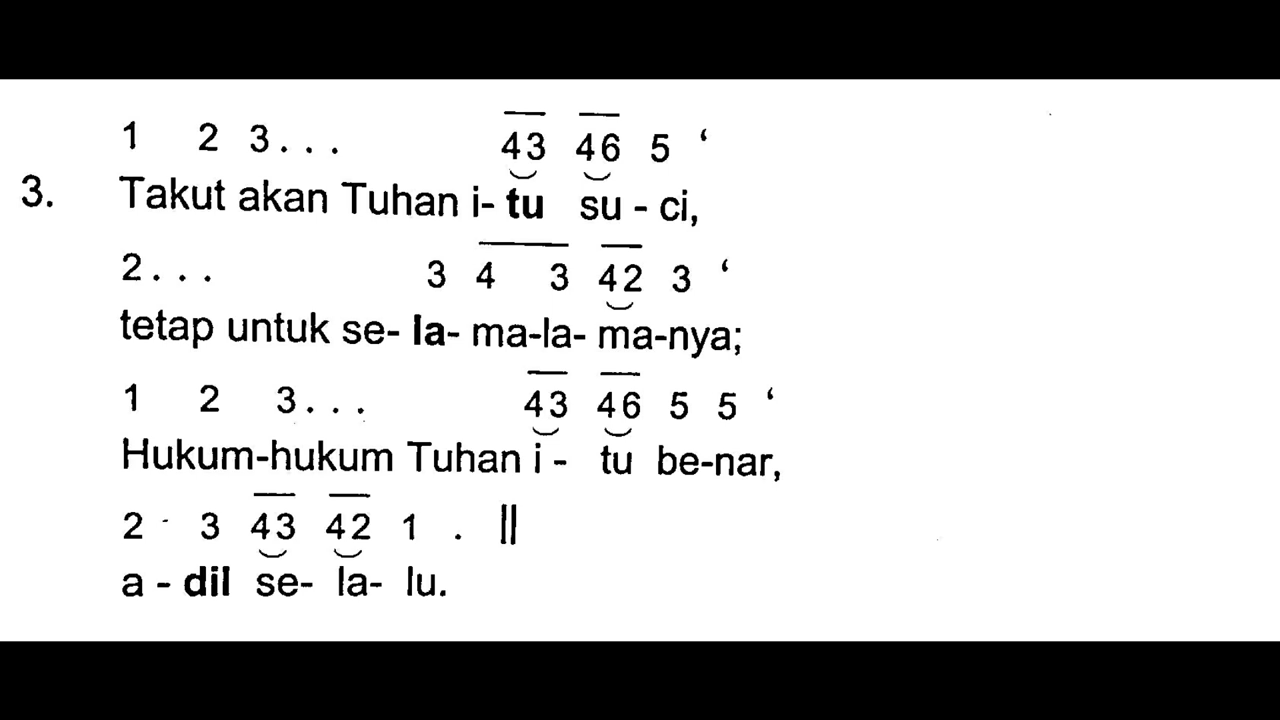 1 2 3 . . . 43 46 5 ‘
3. Takut akan Tuhan i- tu su - ci,
2 . . . 3 4 3 42 3 ‘
tetap untuk se- la- ma-la- ma-nya;
1 2 3 . . . 43 46 5 5 ‘
Hukum-hukum Tuhan i - tu be-nar,
2 3 43 42 1 . ||
a - dil se- la- lu.